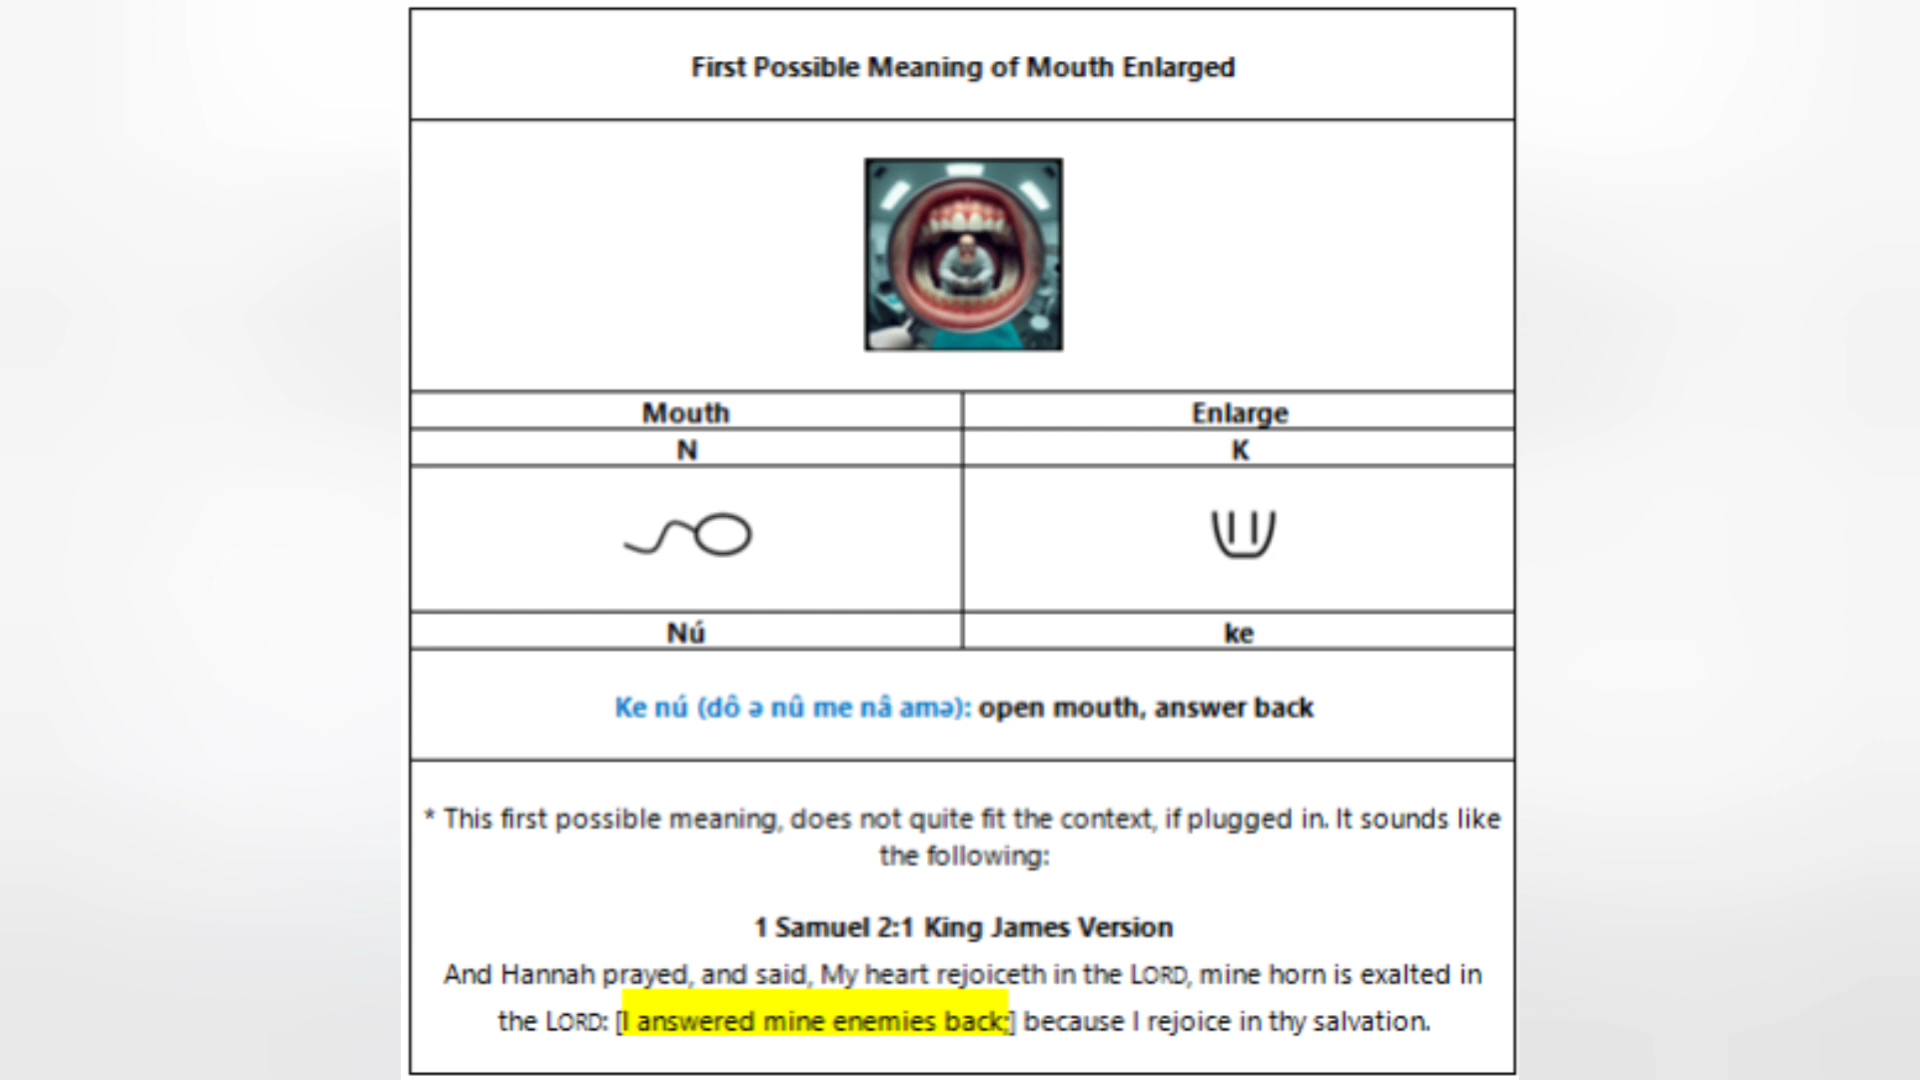 First Possible Meaning of Mouth Enlarged
Mouth Enlarge
N K
Nú ke
Ke nú (dô ə nû me nâ amə): open mouth, answer back
* This first possible meaning, does not quite fit the context, if plugged in. It sounds like
the following:
1 Samuel 2:1 King James Version
And Hannah prayed, and said, My heart rejoiceth in the LORD, mine horn is exalted in
the LORD: [I answered mine enemies back;] because I rejoice in thy salvation.